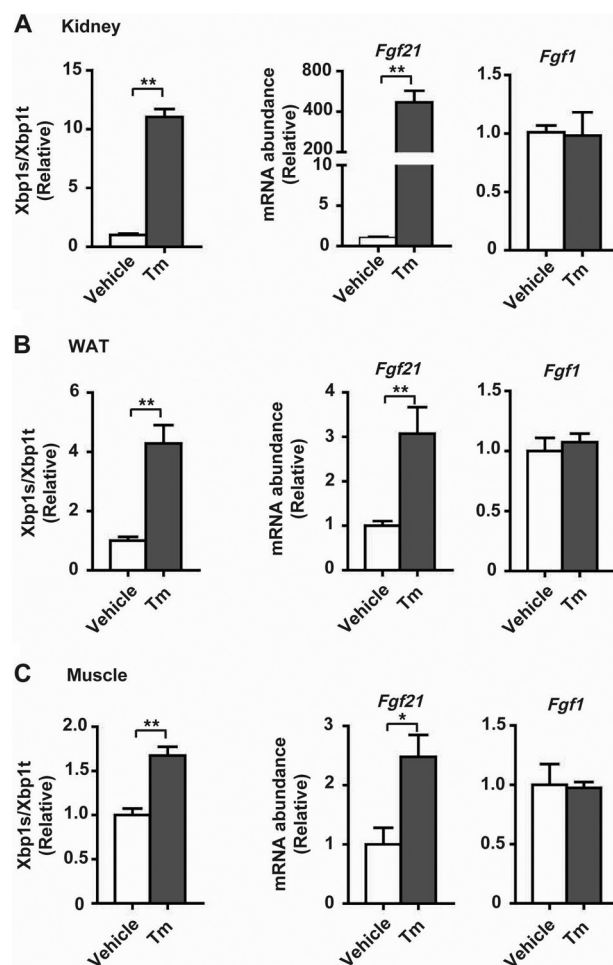 A Kidney
Xbp1s/Xbp1t
(Relative)
15
10
5
0
**
Vehicle
Tm
Fgf21
mRNA abundance
(Relative)
800
600
400
200
10
5
0
**
Vehicle
Tm
Fgf1
1.5
1.0
0.5
0
Vehicle
Tm
B WAT
Xbp1s/Xbp1t
(Relative)
6
4
2
0
**
Vehicle
Tm
Fgf21
mRNA abundance
(Relative)
4
3
2
1
0
**
Vehicle
Tm
Fgf1
1.5
1.0
0.5
0
Vehicle
Tm
C Muscle
Xbp1s/Xbp1t
(Relative)
2.0
1.5
1.0
0.5
0.0
**
Vehicle
Tm
Fgf21
mRNA abundance
(Relative)
3
2
1
0
*
Vehicle
Tm
Fgf1
1.5
1.0
0.5
0
Vehicle
Tm